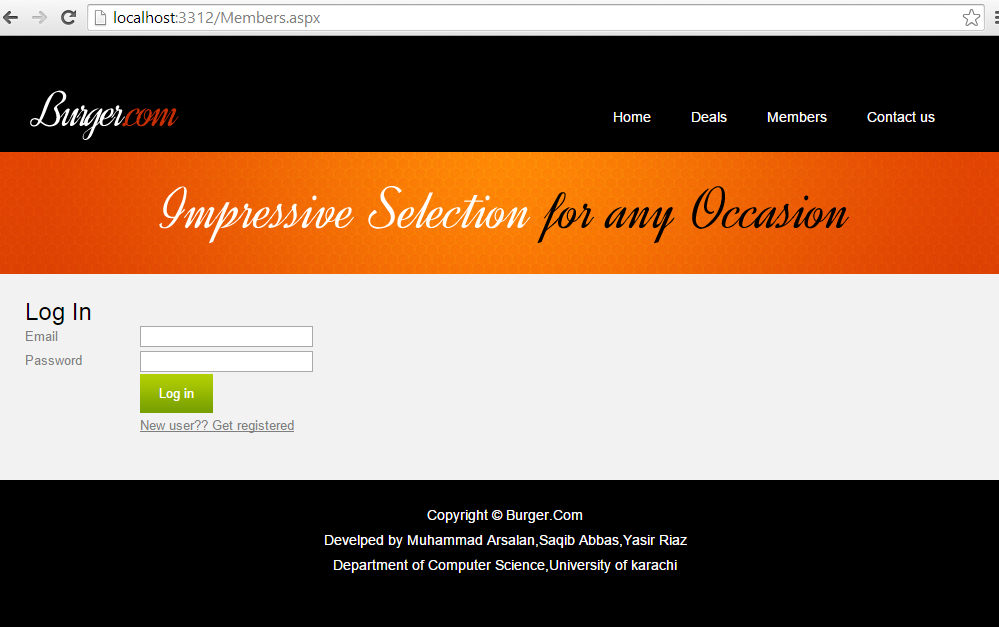 localhost:3312/Members.aspx
Burger.com
Home Deals Members Contact us
Impressive Selection for any Occasion
Log In
Email
Password
Log in
New user?? Get registered
Copyright © Burger.Com
Develped by Muhammad Arsalan,Saqib Abbas,Yasir Riaz
Department of Computer Science,University of karachi